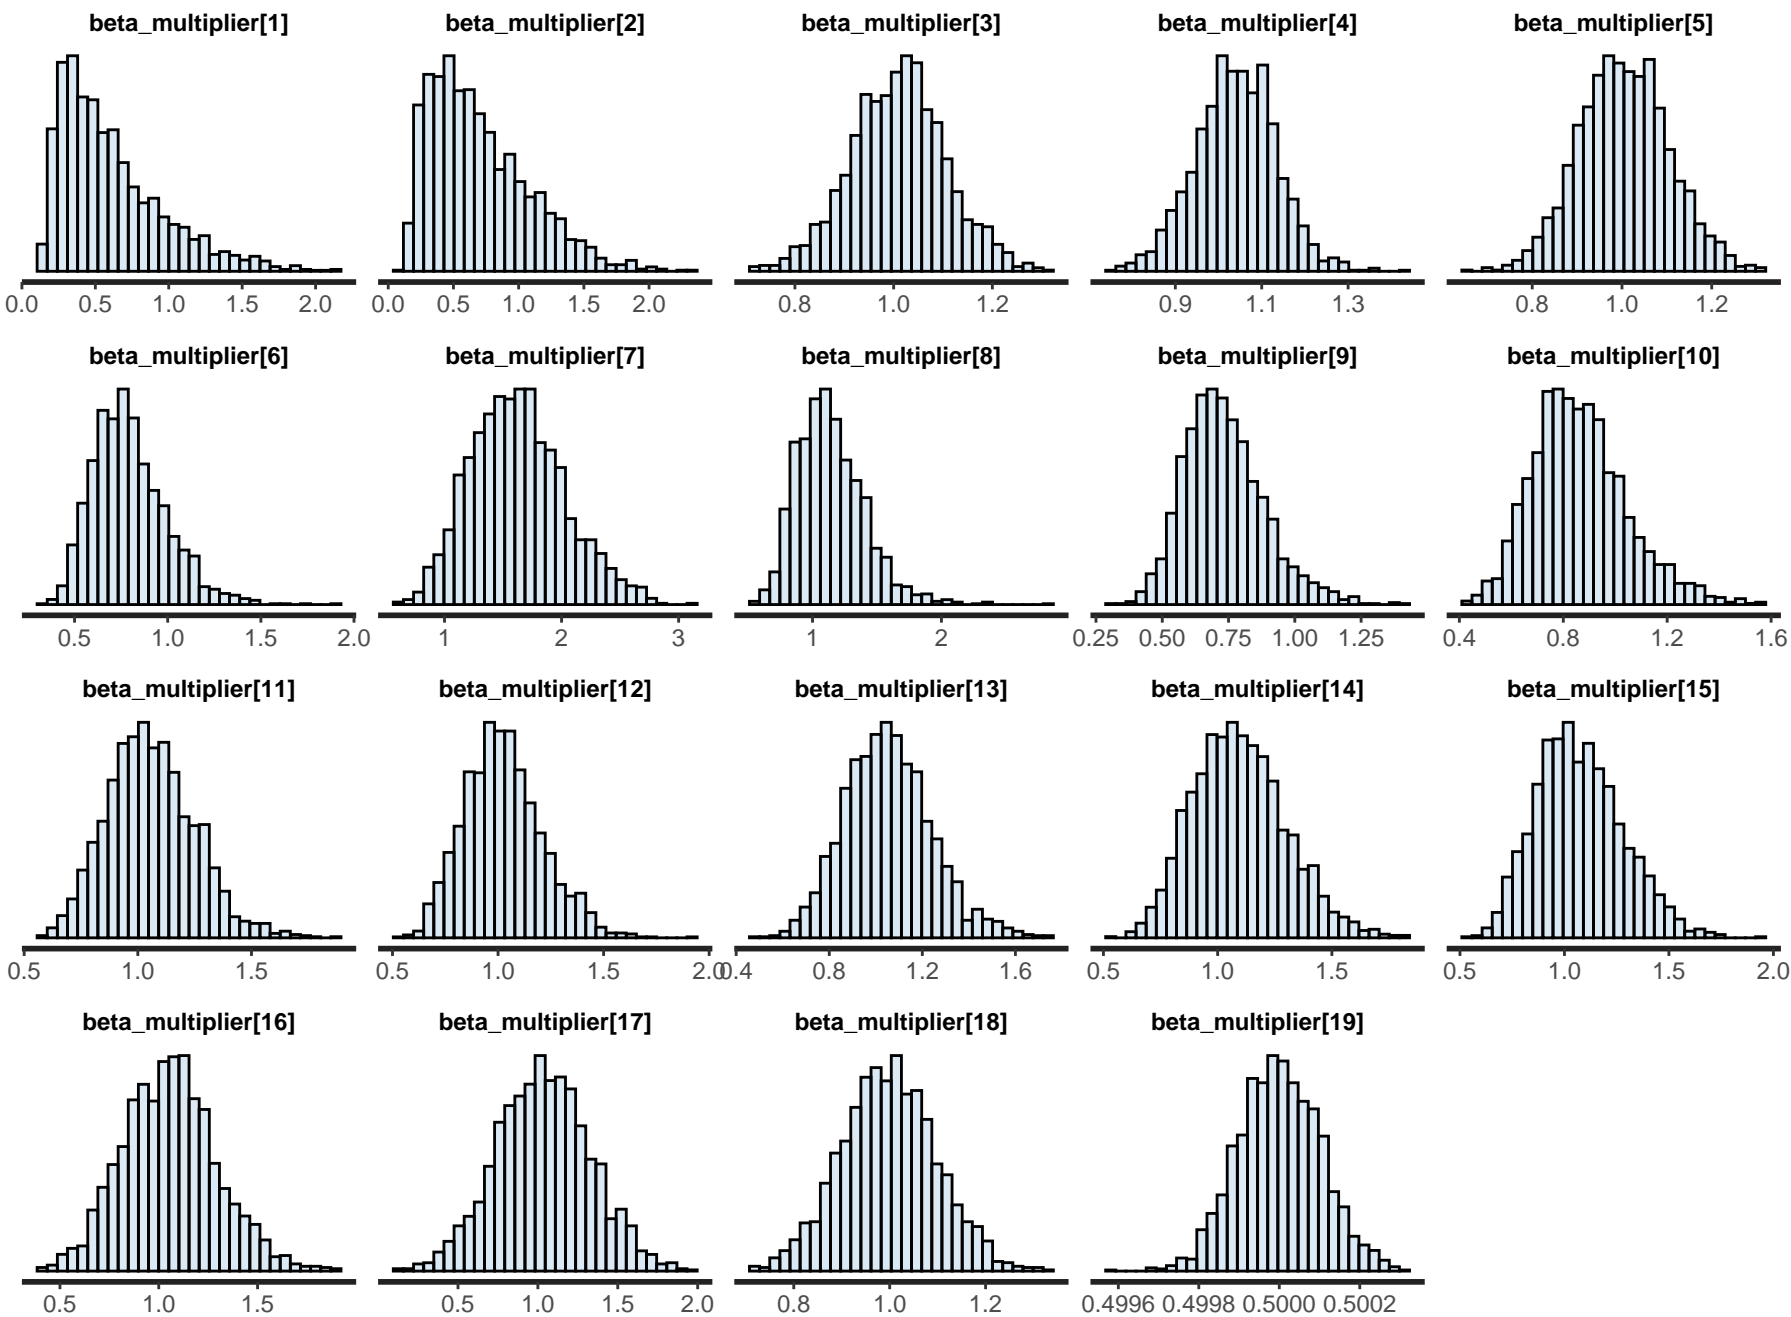 beta_multiplier[1] beta_multiplier[2] beta_multiplier[3] beta_multiplier[4] beta_multiplier[5]
0.0 0.5 1.0 1.5 2.0 0.0 0.5 1.0 1.5 2.0 0.8 1.0 1.2 0.9 1.1 1.3 0.8 1.0 1.2
beta_multiplier[6] beta_multiplier[7] beta_multiplier[8] beta_multiplier[9] beta_multiplier[10]
0.5 1.0 1.5 2.0 1 2 3 1 2 0.25 0.50 0.75 1.00 1.25 0.4 0.8 1.2 1.6
beta_multiplier[11] beta_multiplier[12] beta_multiplier[13] beta_multiplier[14] beta_multiplier[15]
0.5 1.0 1.5 0.5 1.0 1.5 2.0 0.4 0.8 1.2 1.6 0.5 1.0 1.5 0.5 1.0 1.5 2.0
beta_multiplier[16] beta_multiplier[17] beta_multiplier[18] beta_multiplier[19]
0.5 1.0 1.5 0.5 1.0 1.5 2.0 0.8 1.0 1.2 0.4996 0.4998 0.5000 0.5002